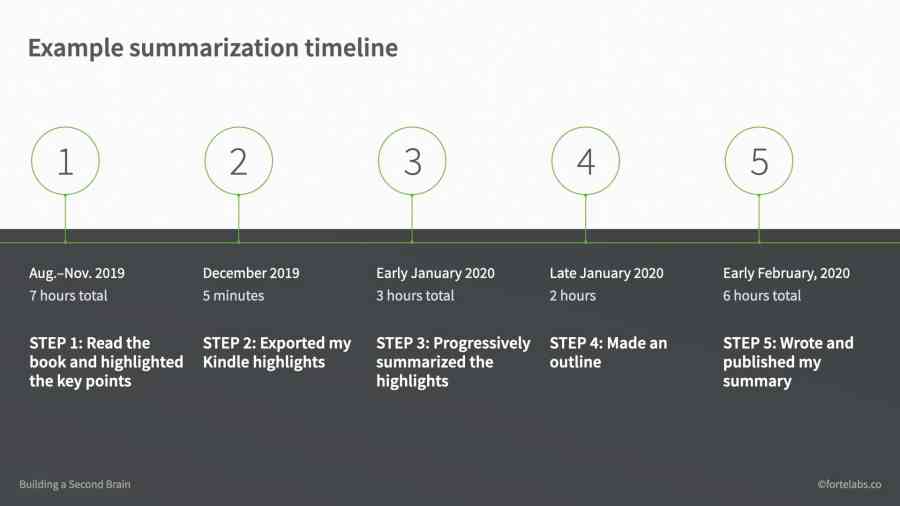 Example summarization timeline
1
2
3
4
5
Aug.–Nov. 2019
7 hours total
STEP 1: Read the
book and highlighted
the key points
December 2019
5 minutes
STEP 2: Exported my
Kindle highlights
Early January 2020
3 hours total
STEP 3: Progressively
summarized the
highlights
Late January 2020
2 hours
STEP 4: Made an
outline
Early February, 2020
6 hours total
STEP 5: Wrote and
published my
summary
Building a Second Brain
©fortelabs.co